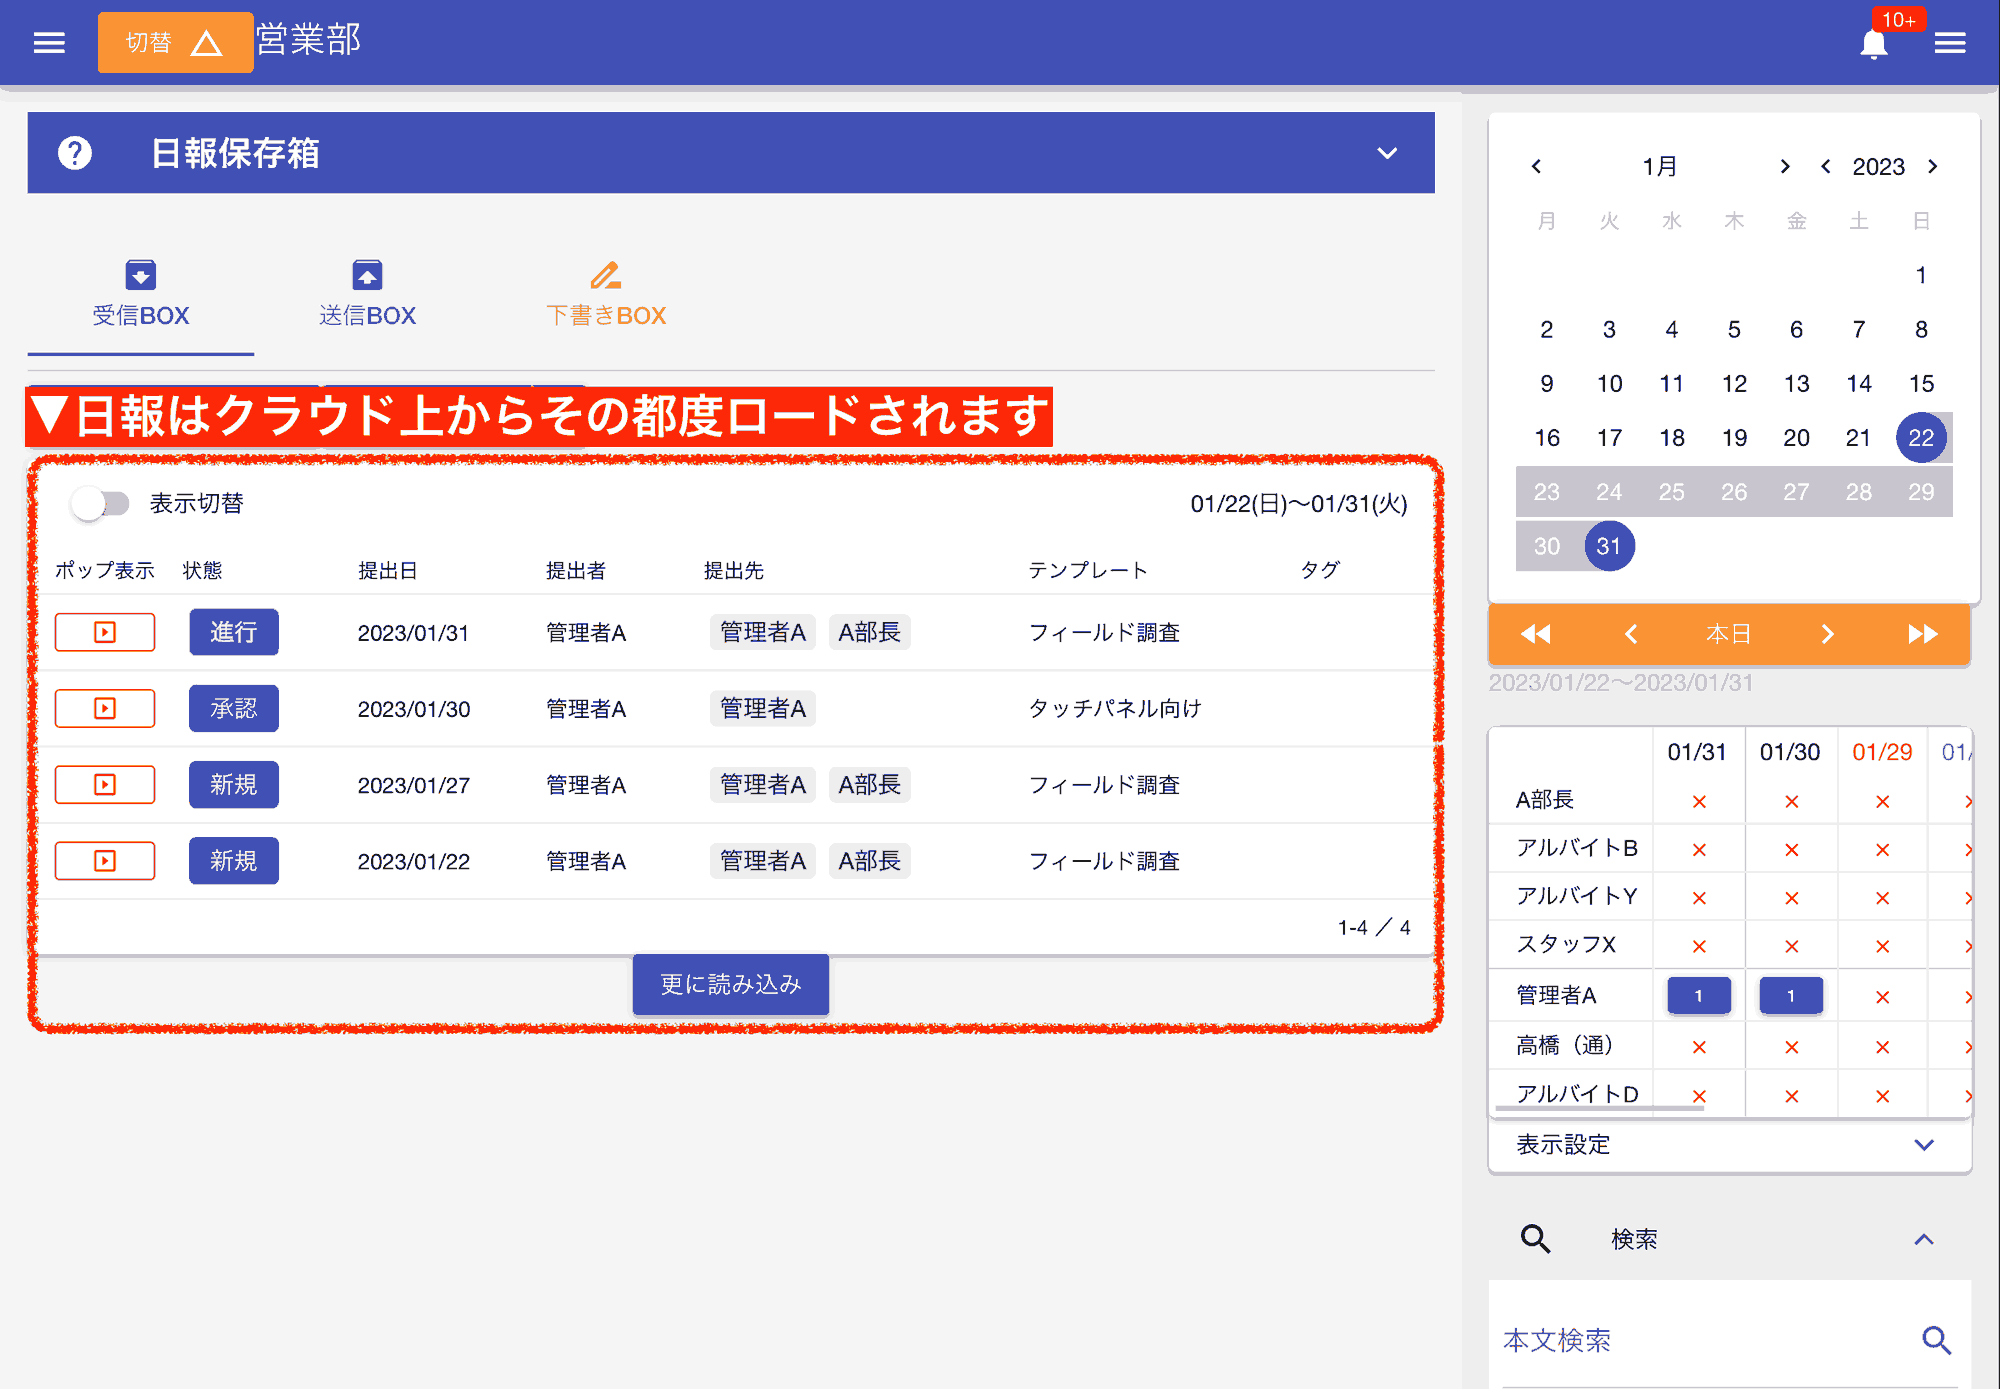 切替 営業部 10+
日報保存箱
受信BOX 送信BOX 下書きBOX
▼日報はクラウド上からその都度ロードされます
表示切替 01/22(日)〜01/31(火)
ポップ表示 状態 提出日 提出者 提出先 テンプレート タグ
進行 2023/01/31 管理者A 管理者A A部長 フィールド調査
承認 2023/01/30 管理者A 管理者A タッチパネル向け
新規 2023/01/27 管理者A 管理者A A部長 フィールド調査
新規 2023/01/22 管理者A 管理者A A部長 フィールド調査
1-4 / 4
更に読み込み
1月 2023
月 火 水 木 金 土 日
1
2 3 4 5 6 7 8
9 10 11 12 13 14 15
16 17 18 19 20 21 22
23 24 25 26 27 28 29
30 31
本日
2023/01/22〜2023/01/31
01/31 01/30 01/29 01/
A部長 × × × ×
アルバイトB × × × ×
アルバイトY × × × ×
スタッフX × × × ×
管理者A 1 1 × ×
高橋（通） × × × ×
アルバイトD × × × ×
表示設定
検索
本文検索